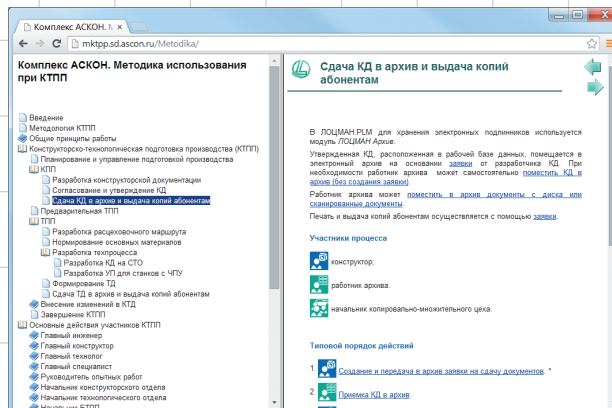 Комплекс АСКОН. М
mktpp.sd.ascon.ru/Metodika/
Комплекс АСКОН. Методика использования
при КТПП
Введение
Методология КТПП
Общие принципы работы
Конструкторско-технологическая подготовка производства (КТПП)
Планирование и управление подготовкой производства
КПП
Разработка конструкторской документации
Согласование и утверждение КД
Сдача КД в архив и выдача копий абонентам
Предварительная ТПП
ТПП
Разработка расцеховочного маршрута
Нормирование основных материалов
Разработка техпроцесса
Разработка КД на СТО
Разработка УП для станков с ЧПУ
Формирование ТД
Сдача ТД в архив и выдача копий абонентам
Внесение изменений в КТД
Завершение КТПП
Основные действия участников КТПП
Главный инженер
Главный конструктор
Главный технолог
Главный специалист
Руководитель опытных работ
Начальник конструкторского отдела
Начальник технологического отдела
Начальник БТПП
Сдача КД в архив и выдача копий
абонентам
В ЛОЦМАН:PLM для хранения электронных подлинников используется
модуль ЛОЦМАН Архив.
Утвержденная КД, расположенная в рабочей базе данных, помещается в
электронный архив на основании заявки от разработчика КД. При
необходимости работник архива может самостоятельно поместить КД в
архив (без создания заявки).
Работник архива может поместить в архив документы с диска или
сканированные документы.
Печать и выдача копий абонентам осуществляется с помощью заявки.
Участники процесса
конструктор;
работник архива.
начальник копировально-множительного цеха.
Типовой порядок действий
1. Создание и передача в архив заявки на сдачу документов. *
2. Приемка КД в архив.